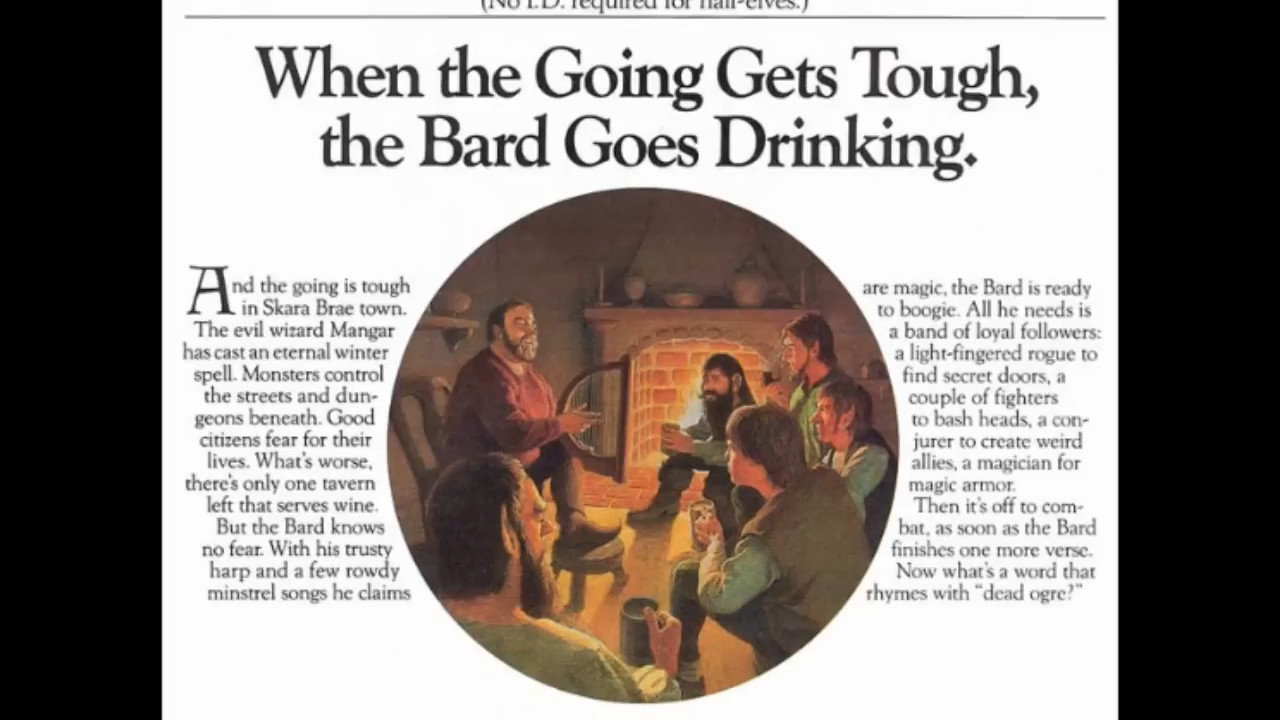 (No I.D. required for half-elves.)
When the Going Gets Tough,
the Bard Goes Drinking.
And the going is tough
in Skara Brae town.
The evil wizard Mangar
has cast an eternal winter
spell. Monsters control
the streets and dun-
geons beneath. Good
citizens fear for their
lives. What's worse,
there's only one tavern
left that serves wine.
But the Bard knows
no fear. With his trusty
harp and a few rowdy
minstrel songs he claims
are magic, the Bard is ready
to boogie. All he needs is
a band of loyal followers:
a light-fingered rogue to
find secret doors, a
couple of fighters
to bash heads, a con-
jurer to create weird
allies, a magician for
magic armor.
Then it's off to com-
bat, as soon as the Bard
finishes one more verse.
Now what's a word that
rhymes with “dead ogre?”